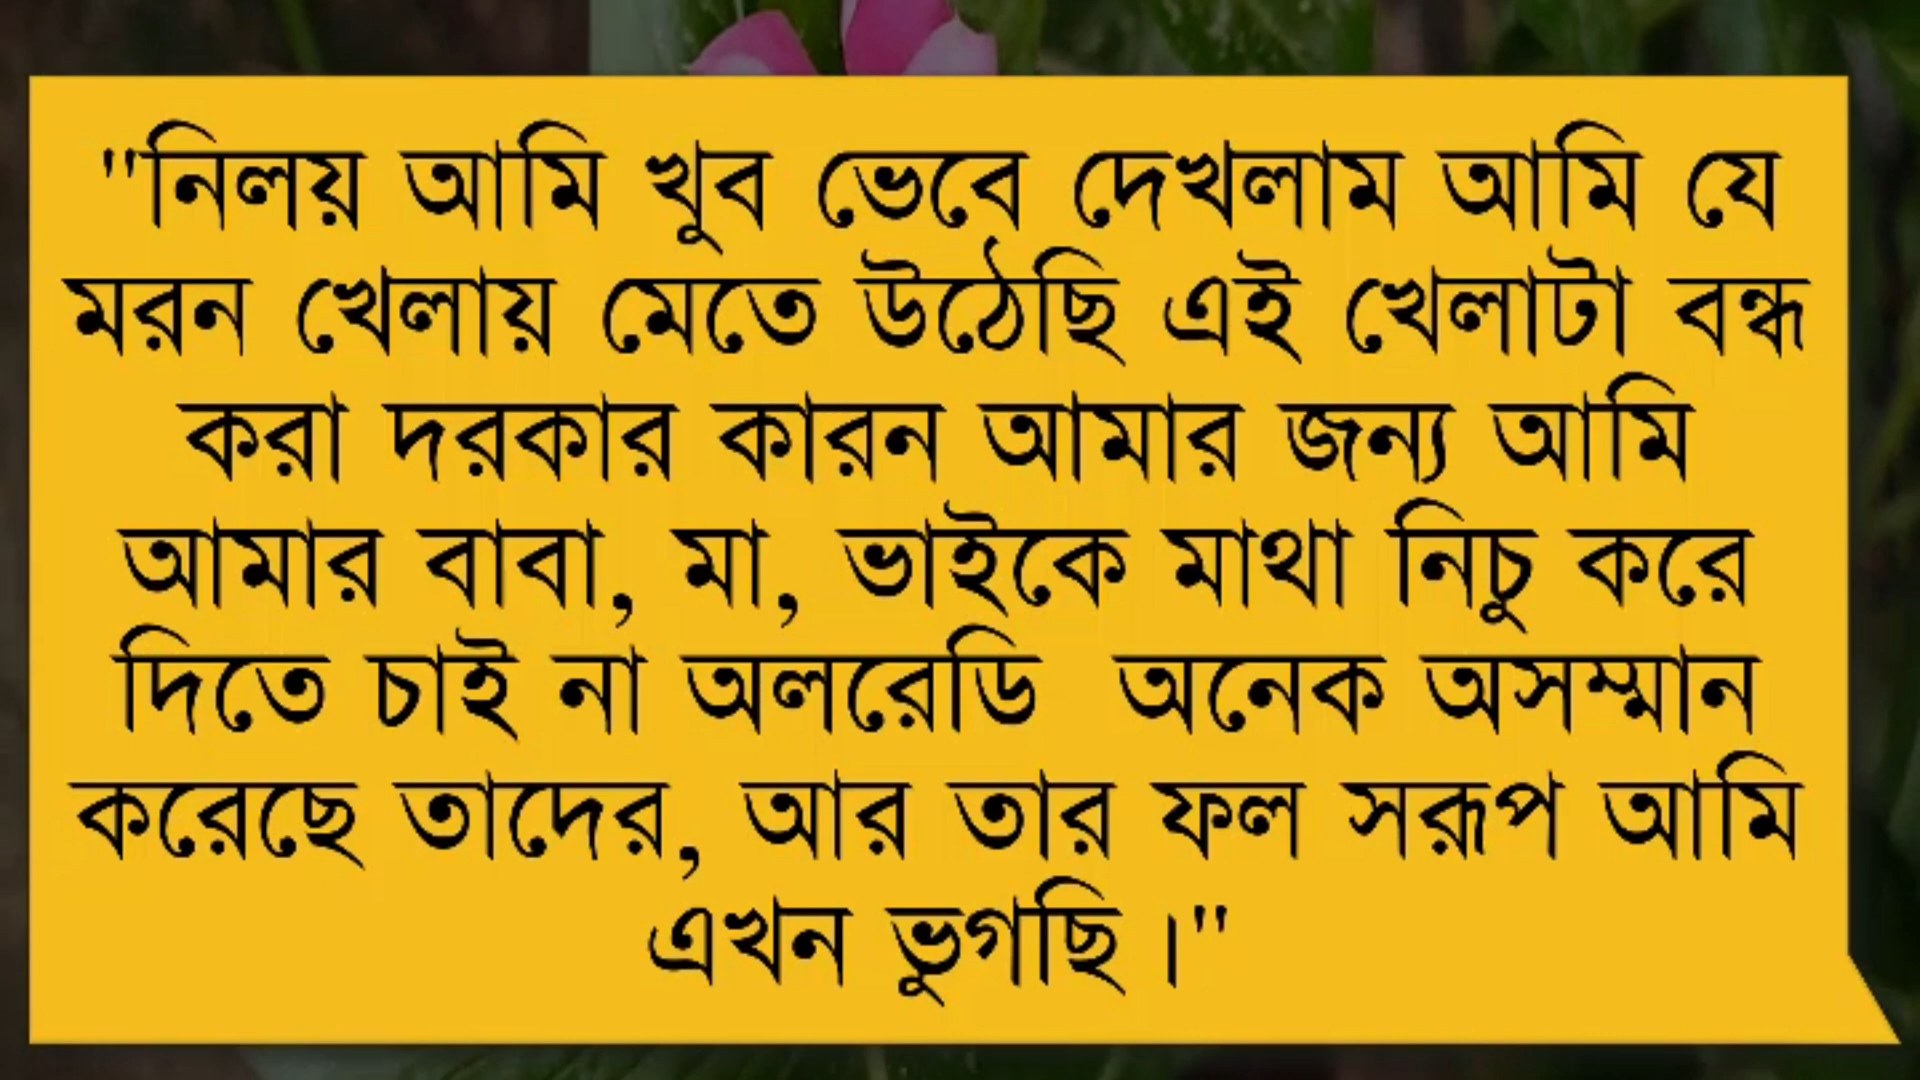 "নিলয় আমি খুব ভেবে দেখলাম আমি যে
মরন খেলায় মেতে উঠেছি এই খেলাটা বন্ধ
করা দরকার কারন আমার জন্য আমি
আমার বাবা, মা, ভাইকে মাথা নিচু করে
দিতে চাই না অলরেডি অনেক অসম্মান
করেছে তাদের, আর তার ফল সরূপ আমি
এখন ভুগছি।"